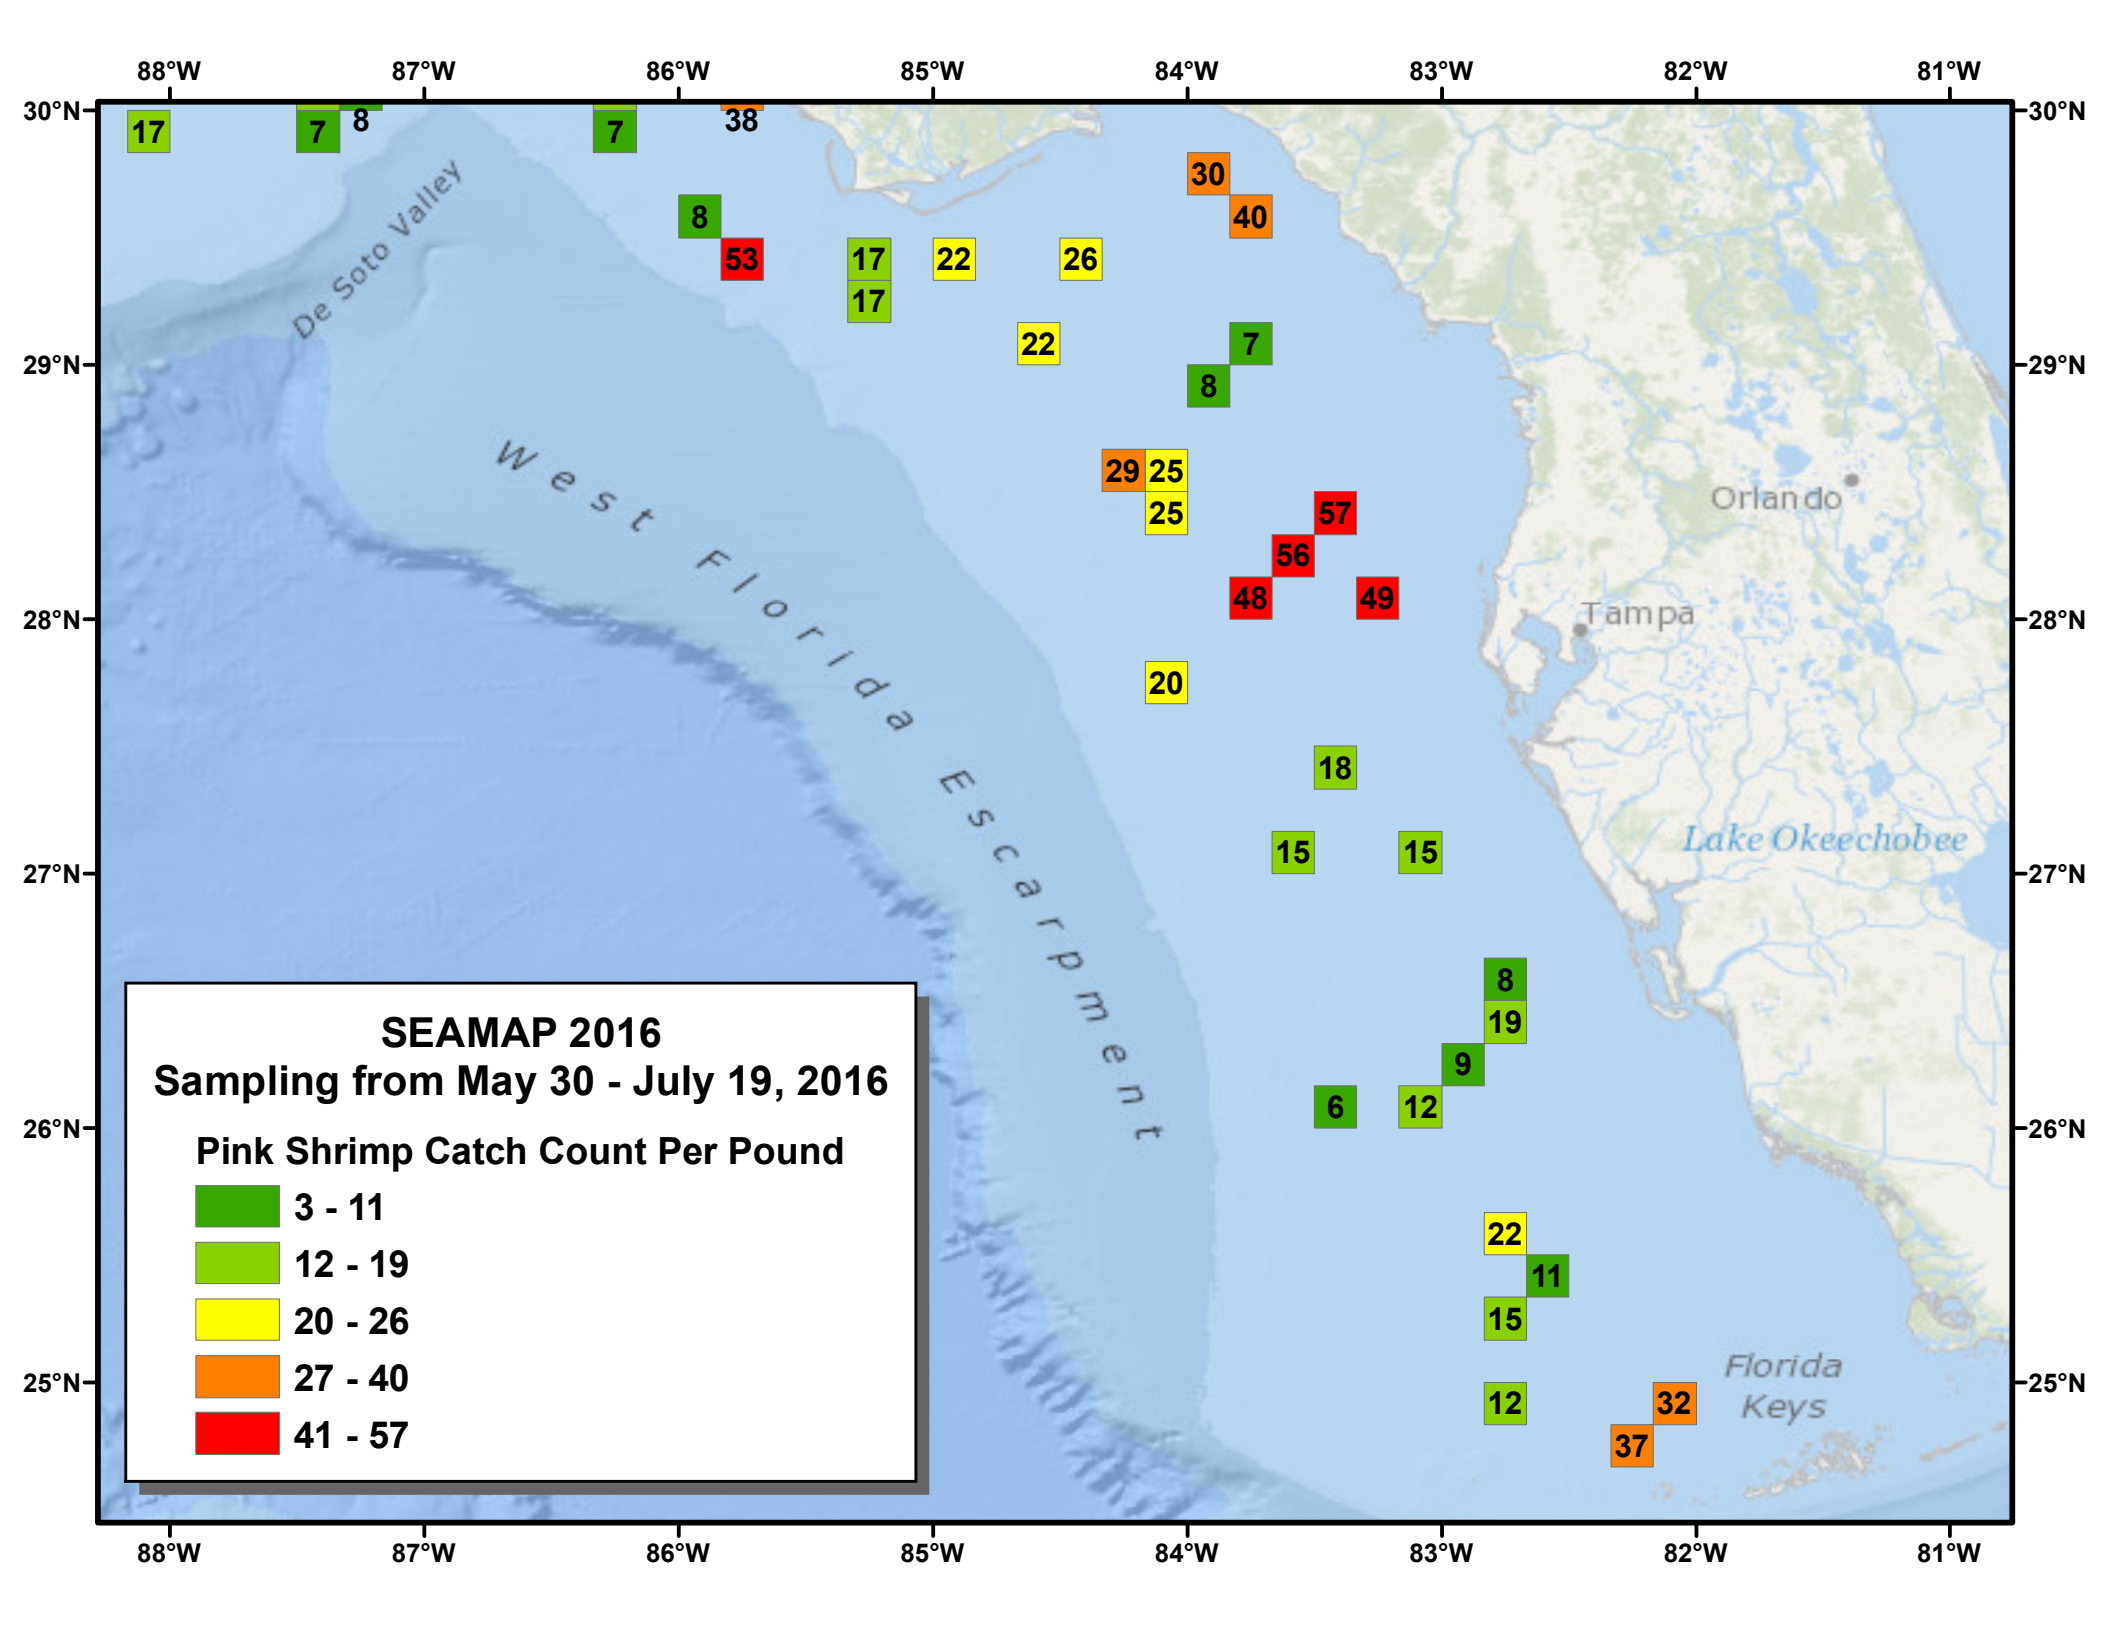 88°W 87°W 86°W 85°W 84°W 83°W 82°W 81°W
30°N 30°N
17 7 8 7 38
30
8 40
53 17 22 26
17
22 7
29°N 29°N
8
De Soto Valley
29 25
25 57
56
48 49
28°N 28°N
Orlando
Tampa
West Florida Escarpment
20
18
15 15
Lake Okeechobee
27°N 27°N
8
19
9
6 12
26°N 26°N
22
11
15
25°N 25°N
12 32
37
Florida
Keys
SEAMAP 2016
Sampling from May 30 - July 19, 2016
Pink Shrimp Catch Count Per Pound
3 - 11
12 - 19
20 - 26
27 - 40
41 - 57
88°W 87°W 86°W 85°W 84°W 83°W 82°W 81°W